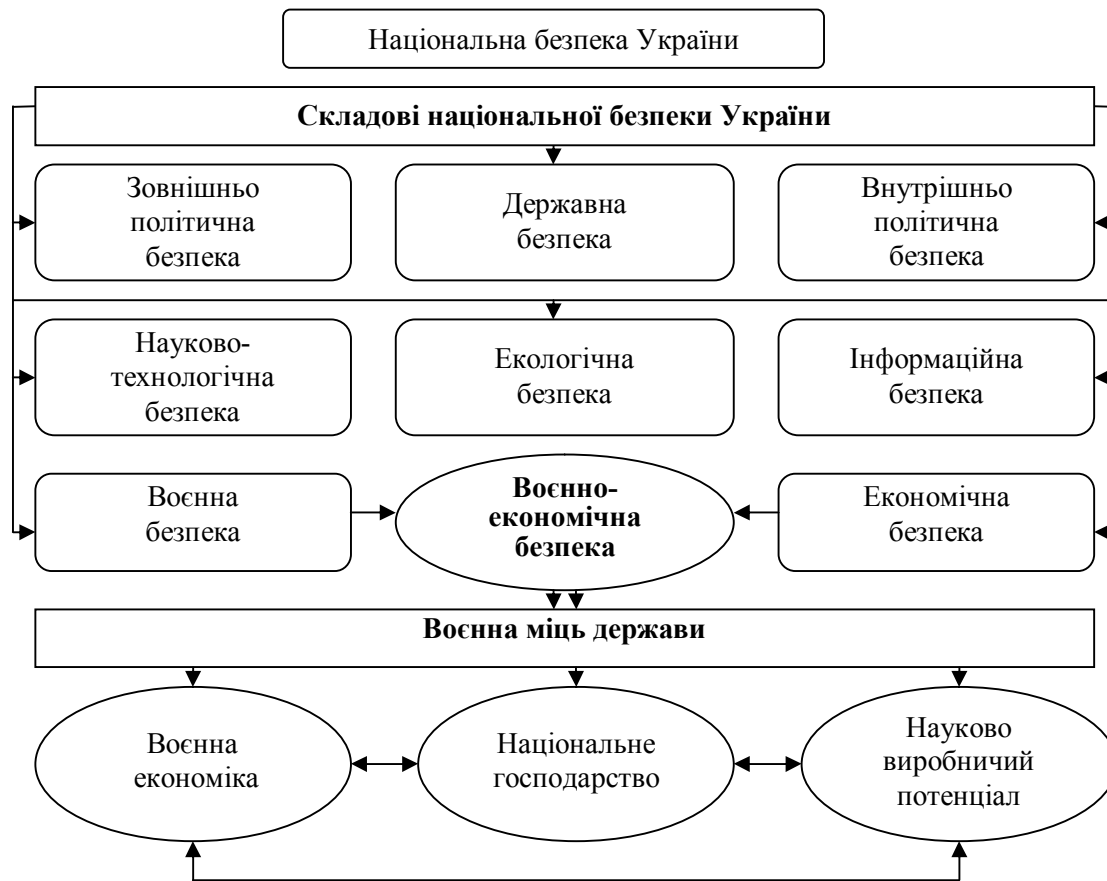 Національна безпека України
Складові національної безпеки України
Зовнішньо
політична
безпека
Державна
безпека
Внутрішньо
політична
безпека
Науково-
технологічна
безпека
Екологічна
безпека
Інформаційна
безпека
Воєнна
безпека
Воєнно-
економічна
безпека
Економічна
безпека
Воєнна міць держави
Воєнна
економіка
Національне
господарство
Науково
виробничий
потенціал